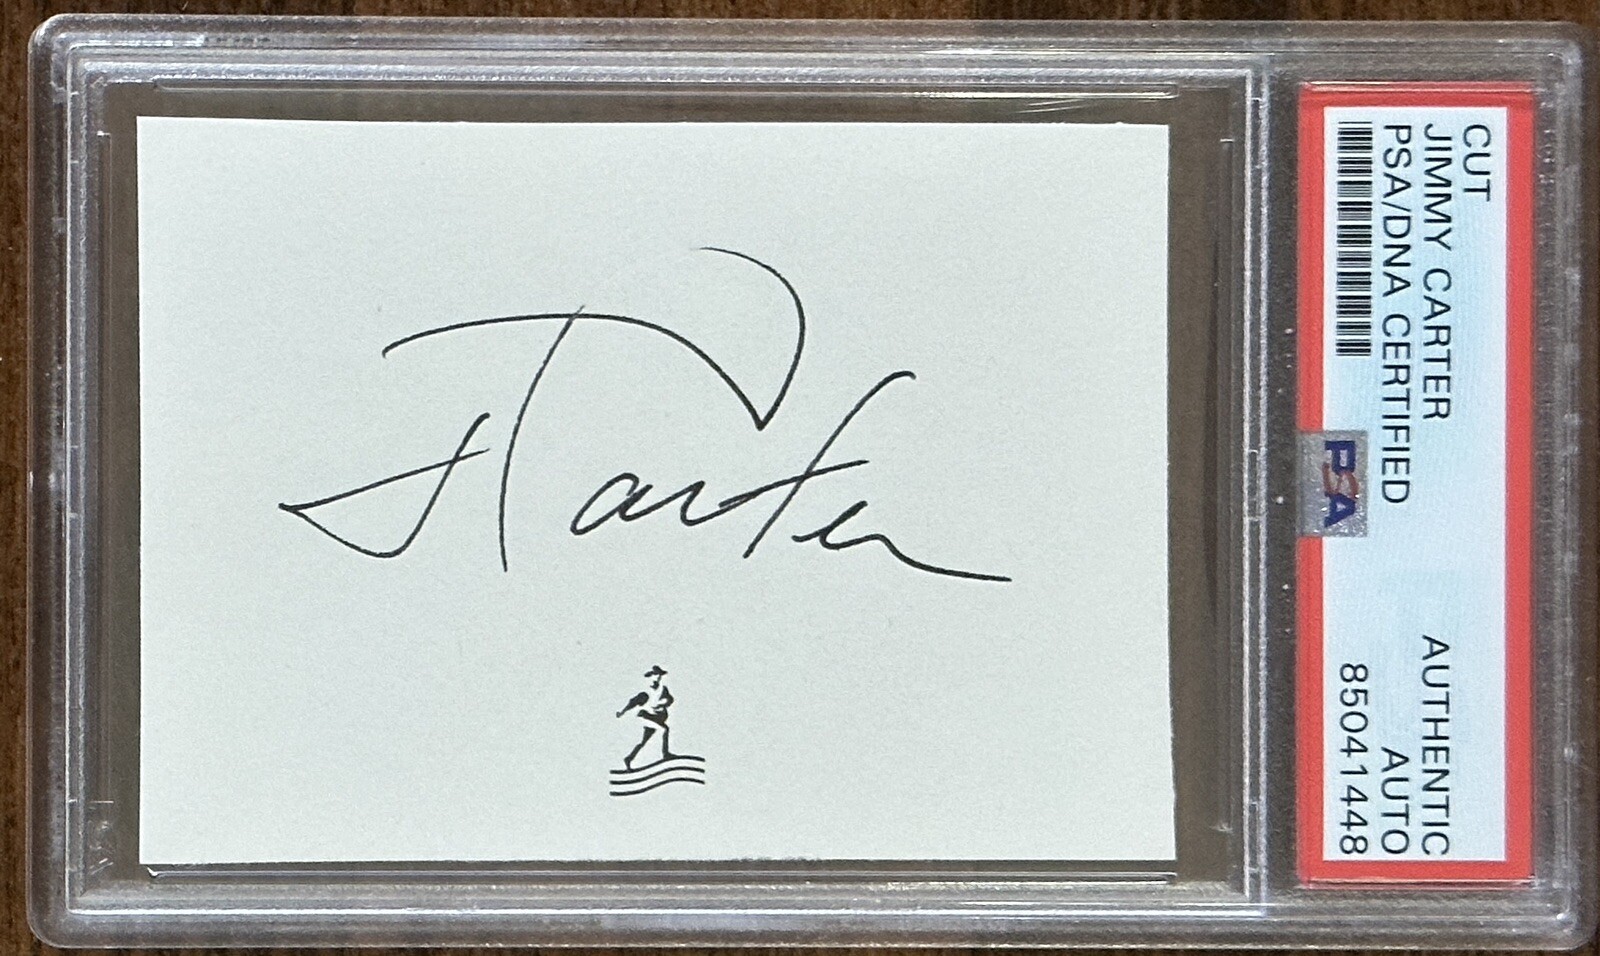 J Carter
CUT
JIMMY CARTER AUTHENTIC
PSA/DNA CERTIFIED AUTO
85041448
PSA